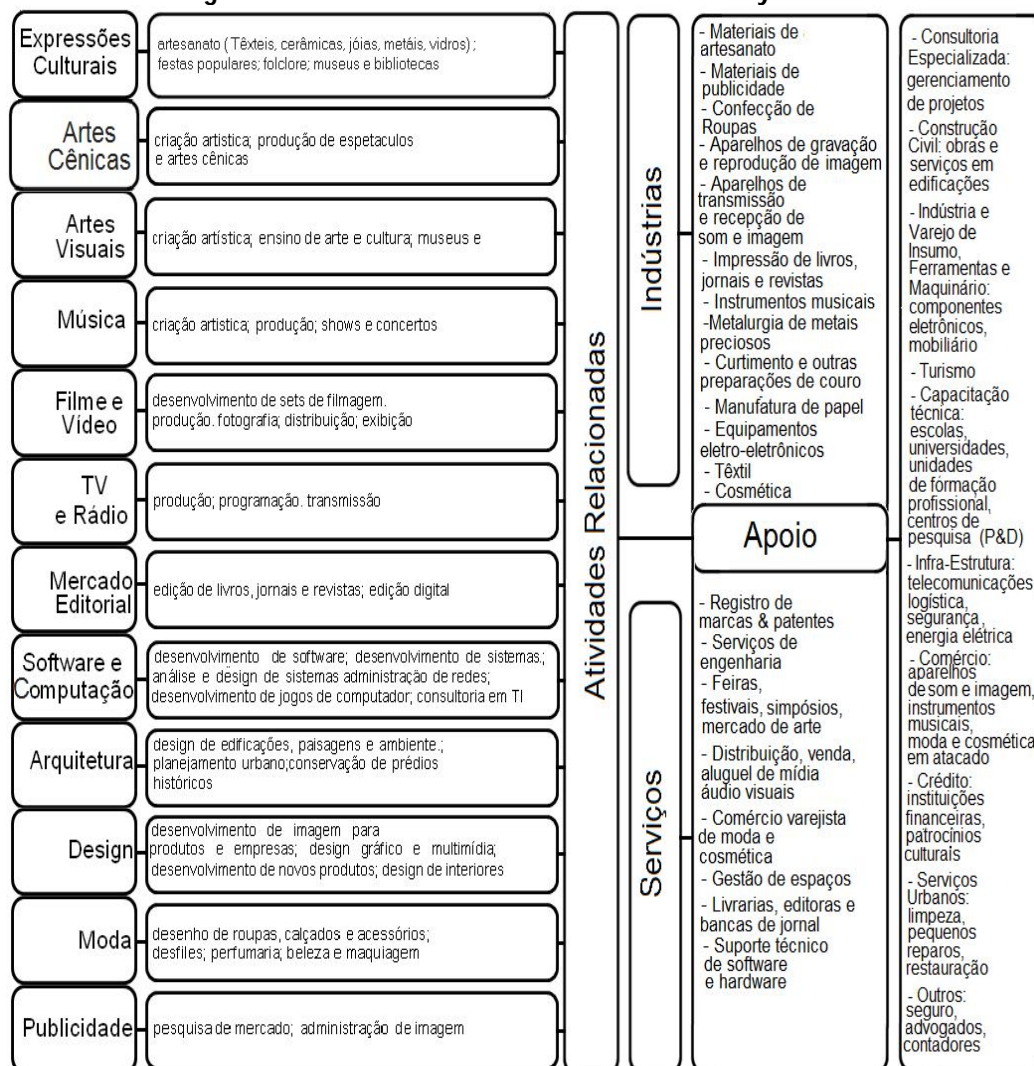 Expressões
Culturais
artesanato ( Têxteis, cerâmicas, jóias, metáis, vidros) ;
festas populares; folclore; museus e bibliotecas
Artes
Cênicas
criação artistica; produção de espetaculos
e artes cênicas
Artes
Visuais
criação artística; ensino de arte e cultura; museus e
Música
criação artistica; produção; shows e concertos
Filme e
Vídeo
desenvolvimento de sets de filmagem.
produção. fotografia; distribuição; exibição
TV
e Rádio
produção; programação. transmissão
Mercado
Editorial
edição de livros, jornais e revistas; edição digital
Software e
Computação
desenvolvimento de software; desenvolvimento de sistemas.;
análise e design de sistemas administração de redes;
desenvolvimento de jogos de computador; consultoria em TI
Arquitetura
design de edificações, paisagens e ambiente.;
planejamento urbano;conservação de prédios
históricos
Design
desenvolvimento de imagem para
produtos e empresas; design gráfico e multimídia;
desenvolvimento de novos produtos; design de interiores
Moda
desenho de roupas, calçados e acessórios;
desfiles; perfumaria; beleza e maquiagem
Publicidade
pesquisa de mercado; administração de imagem
Atividades Relacionadas
Indústrias
- Materiais de
artesanato
- Materiais de
publicidade
- Confecção de
Roupas
- Aparelhos de gravação
e reprodução de imagem
- Aparelhos de
transmissão
e recepção de
som e imagem
- Impressão de livros,
jornais e revistas
- Instrumentos musicais
-Metalurgia de metais
preciosos
- Curtimento e outras
preparações de couro
- Manufatura de papel
- Equipamentos
eletro-eletrônicos
- Têxtil
- Cosmética
Apoio
Serviços
- Registro de
marcas & patentes
- Serviços de
engenharia
- Feiras,
festivais, simpósios,
mercado de arte
- Distribuição, venda,
aluguel de mídia
áudio visuais
- Comércio varejista
de moda e
cosmética
- Gestão de espaços
- Livrarias, editoras e
bancas de jornal
- Suporte técnico
de software
e hardware
- Consultoria
Especializada:
gerenciamento
de projetos
- Construção
Civil: obras e
serviços em
edificações
- Indústria e
Varejo de
Insumo,
Ferramentas e
Maquinário:
componentes
eletrônicos,
mobiliário
- Turismo
- Capacitação
técnica:
escolas,
universidades,
unidades
de fórmação
profissional,
centros de
pesquisa (P&D)
- Infra-Estrutura:
telecomunicações
logística,
segurança,
energia elétrica
- Comércio:
aparelhos
de som e imagem,
instrumentos
musicais,
moda e cosmética
em atacado
- Crédito:
instituições
financeiras,
patrocínios
culturais
- Serviços
Urbanos:
limpeza,
pequenos
reparos,
restauração
- Outros:
seguro,
advogados,
contadores